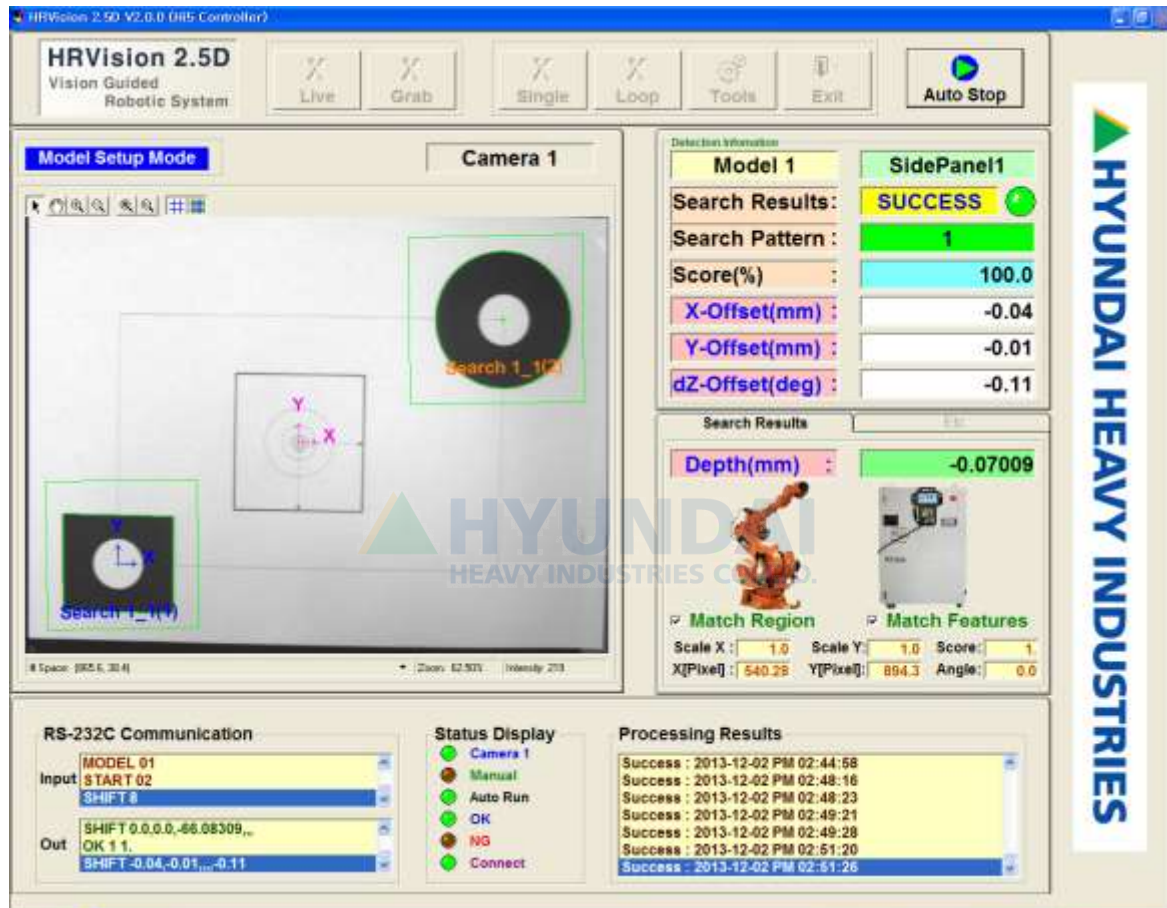 HRVision 2.5D V2.0.0 (Hi5 Controller)
HRVision 2.5D
Vision Guided
Robotic System
Live
Grab
Single
Loop
Tools
Exit
Auto Stop
Model Setup Mode
Camera 1
Search 1_1(2)
Y
X
Y
X
Search 1_1(1)
Zoom: 62.50%
Detection Infomation
Model 1
SidePanel1
Search Results:
SUCCESS
Search Pattern :
1
Score(%) :
100.0
X-Offset(mm) :
-0.04
Y-Offset(mm) :
-0.01
dZ-Offset(deg) :
-0.11
Search Results
Depth(mm) :
-0.07009
Match Region
Match Features
Scale X : 1.0 Scale Y: 1.0 Score: 1.
X[Pixel] : 540.28 Y[Pixel]: 894.3 Angle: 0.0
HYUNDAI
HEAVY INDUSTRIES CO., LTD.
RS-232C Communication
Input
MODEL 01
START 02
SHIFT 8
Out
SHIFT 0.0,0.0,-66.08309,,,
OK 1 1.
SHIFT -0.04,-0.01,,,,-0.11
Status Display
Camera 1
Manual
Auto Run
OK
NG
Connect
Processing Results
Success : 2013-12-02 PM 02:44:58
Success : 2013-12-02 PM 02:48:16
Success : 2013-12-02 PM 02:48:23
Success : 2013-12-02 PM 02:49:21
Success : 2013-12-02 PM 02:49:28
Success : 2013-12-02 PM 02:51:20
Success : 2013-12-02 PM 02:51:26
HYUNDAI HEAVY INDUSTRIES